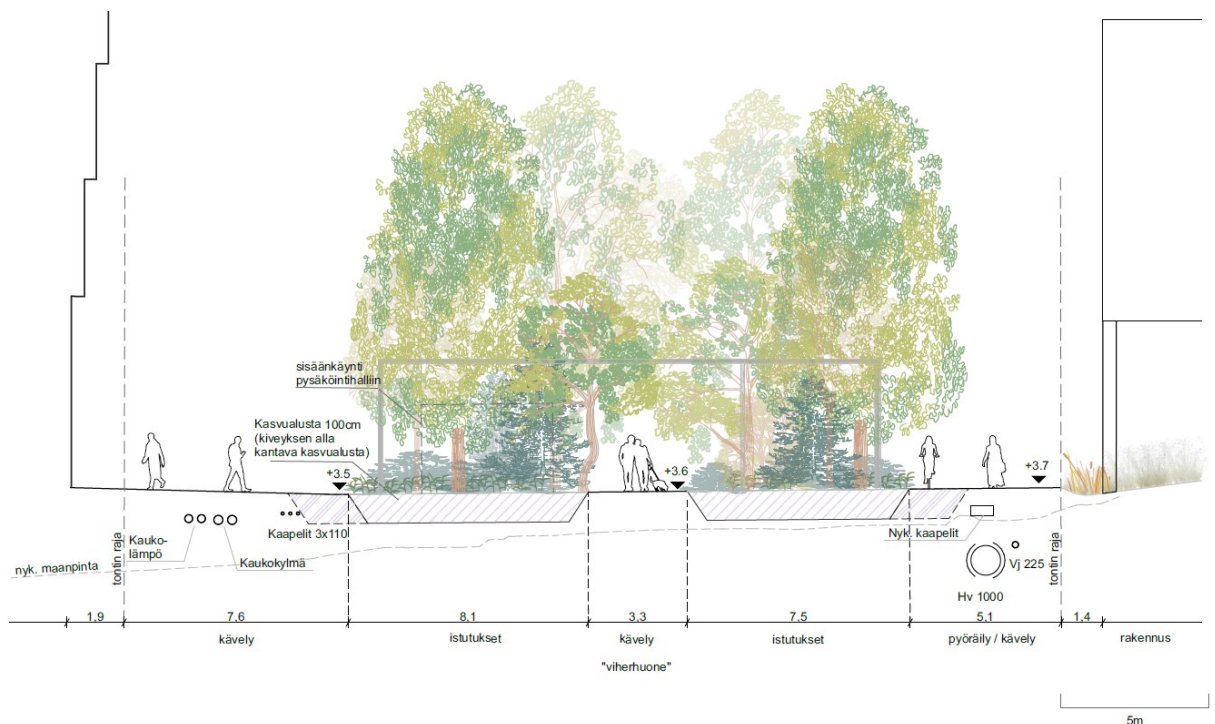 sisäänkäynti
pysäköintihalliin
Kasvualusta 100cm
(kiveyksen alla
kantava kasvualusta)
+3.5
+3.6
+3.7
Kaapelit 3x110
Kauko-
lämpö
Kaukokylmä
nyk. maanpinta
tontin raja
Nyk. kaapelit
Vj 225
Hv 1000
tontin raja
1.9
7.6
8.1
3.3
7.5
5.1
1.4
kävely
istutukset
kävely
istutukset
pyöräily / kävely
rakennus
"viherhuone"
5m